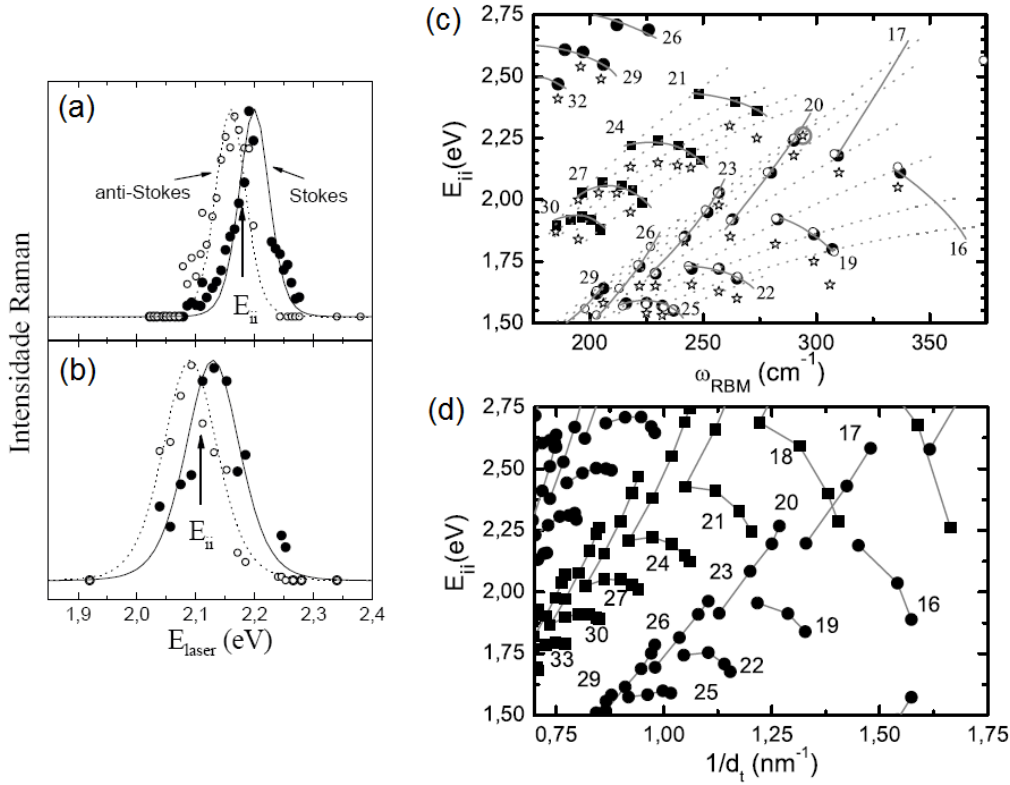 (a)
anti-Stokes
Stokes
E_ii
(b)
E_ii
Intensidade Raman
1,9 2,0 2,1 2,2 2,3 2,4
E_laser (eV)
(c)
2,75
2,50
2,25
2,00
1,75
1,50
E_ii(eV)
26
17
29
21
32
20
24
23
27
30
26
16
19
29
22
25
200 250 300 350
ω_RBM (cm⁻¹)
(d)
2,75
2,50
2,25
2,00
1,75
1,50
E_ii(eV)
17
18
20
21
24
23
27
16
26
30
19
33
22
29
25
0,75 1,00 1,25 1,50 1,75
1/d_t (nm⁻¹)